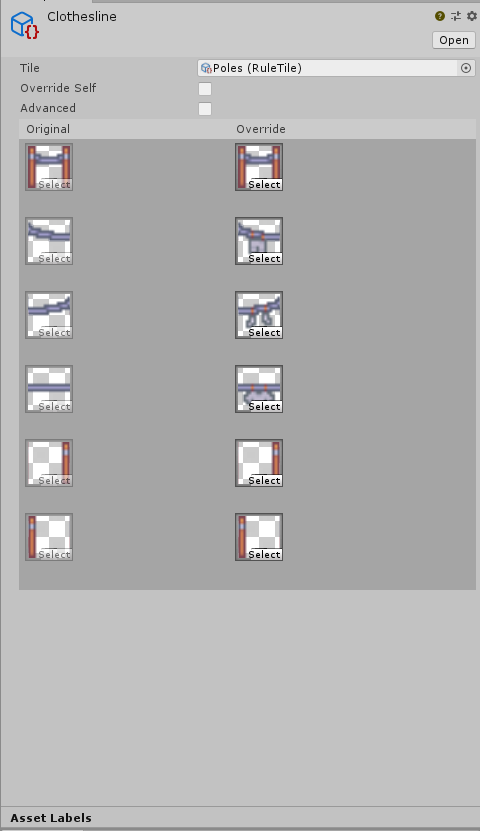 Clothesline
Open
Tile Poles (RuleTile)
Override Self
Advanced
Original Override
Select Select
Select Select
Select Select
Select Select
Select Select
Select Select
Asset Labels